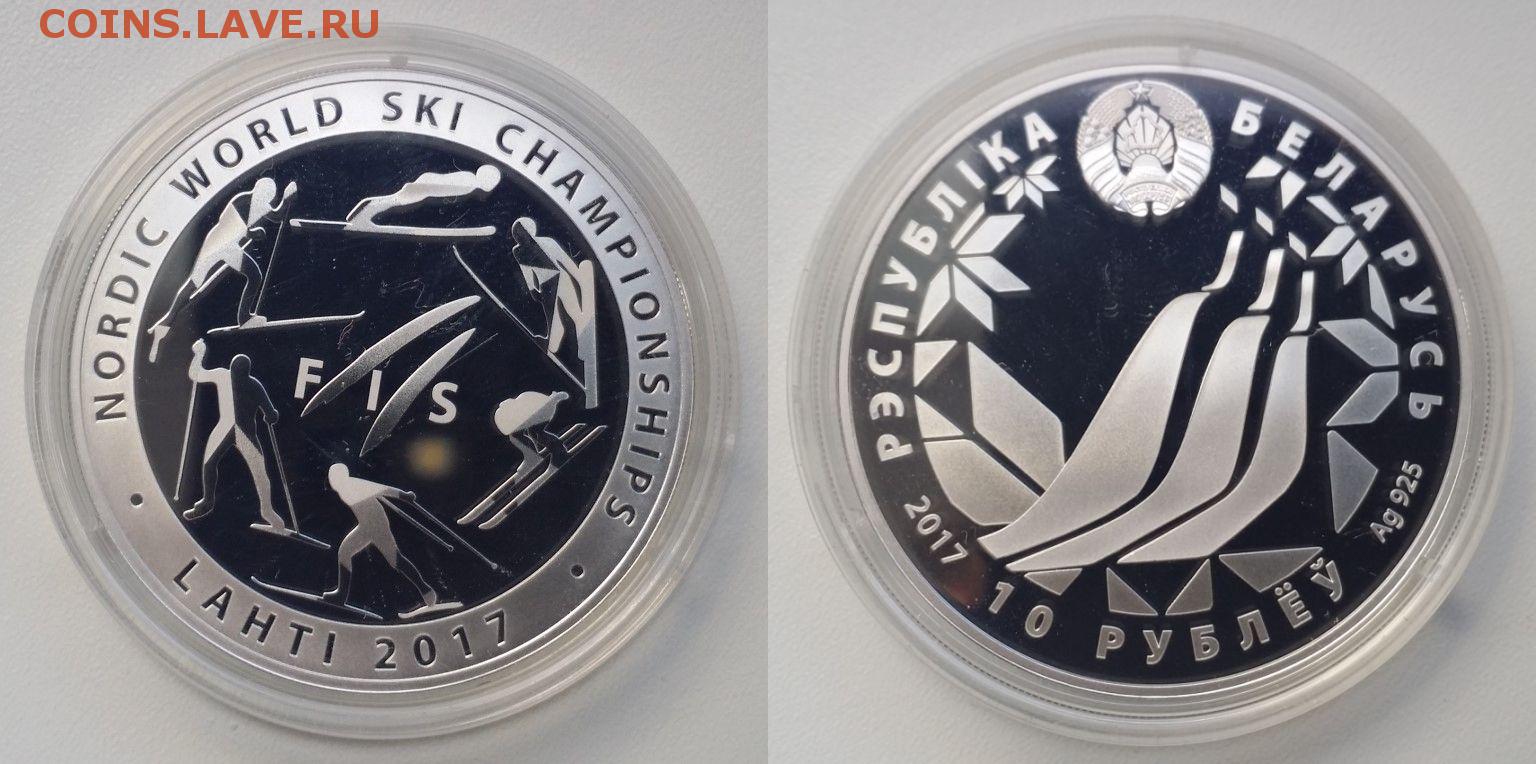 COINS.LAVE.RU
NORDIC WORLD SKI CHAMPIONSHIPS
FIS
LAHTI 2017
РЭСПУБЛІКА БЕЛАРУСЬ
2017 10 РУБЛЁЎ Ag 925